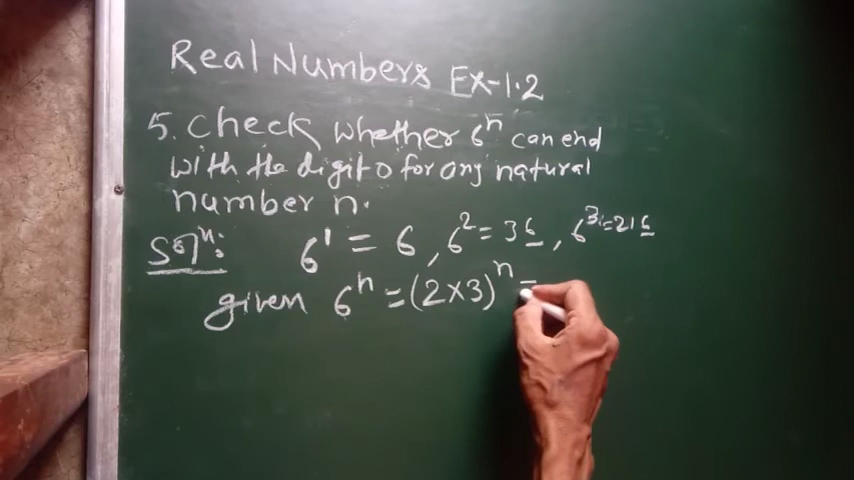 Real Numbers Ex-1.2
5. Check whether 6ⁿ can end
with the digit 0 for any natural
number n.
Solⁿ: 6¹ = 6, 6² = 36, 6³ = 216
given 6ⁿ = (2×3)ⁿ =